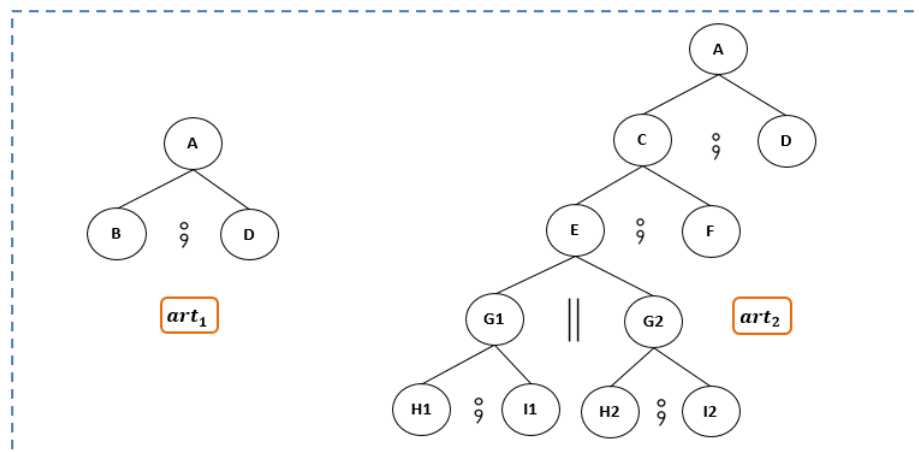 A
A
C ; D
B ; D
E ; F
art₁
G1 || G2
art₂
H1 ; I1
H2 ; I2